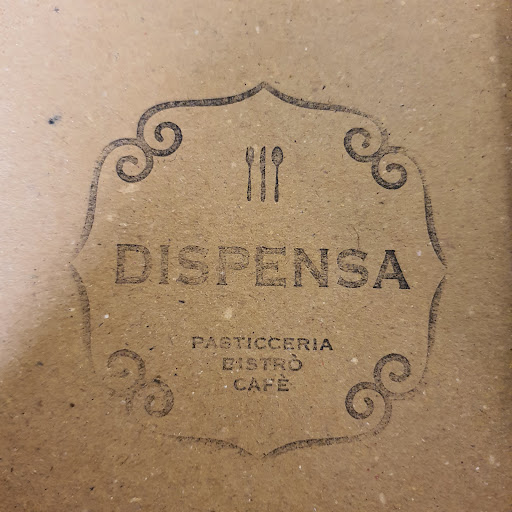 DISPENSA
PASTICCERIA
BISTRÒ
CAFÈ